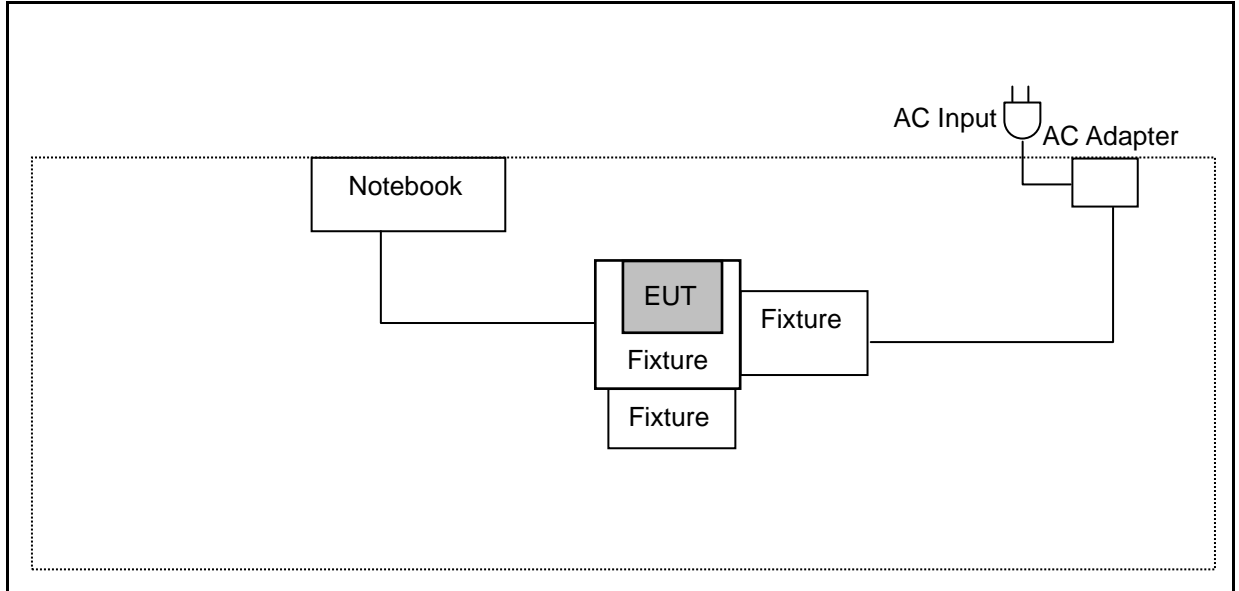 AC Input
AC Adapter
Notebook
EUT
Fixture
Fixture
Fixture